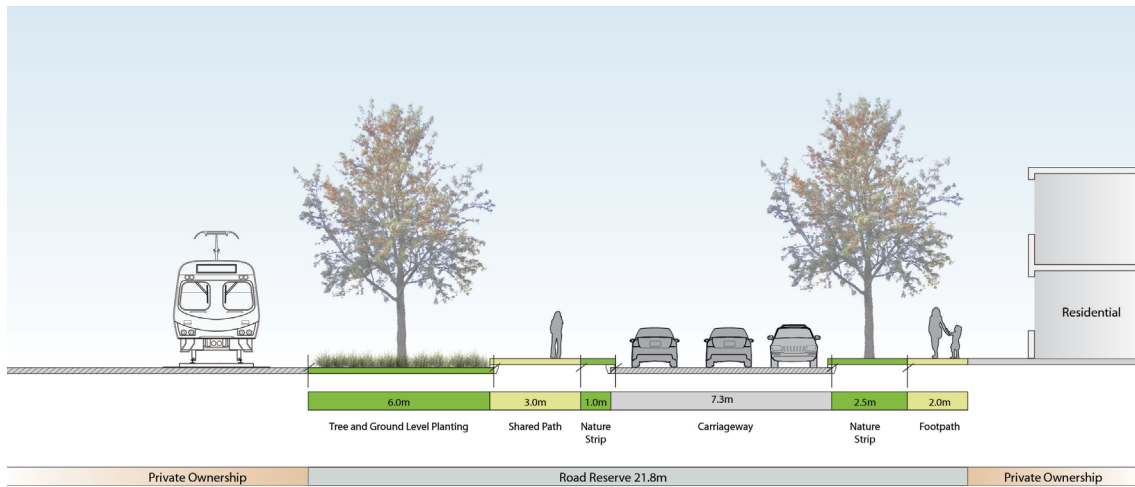 Residential
6.0m
3.0m
1.0m
7.3m
2.5m
2.0m
Tree and Ground Level Planting
Shared Path
Nature
Strip
Carriageway
Nature
Strip
Footpath
Private Ownership
Road Reserve 21.8m
Private Ownership